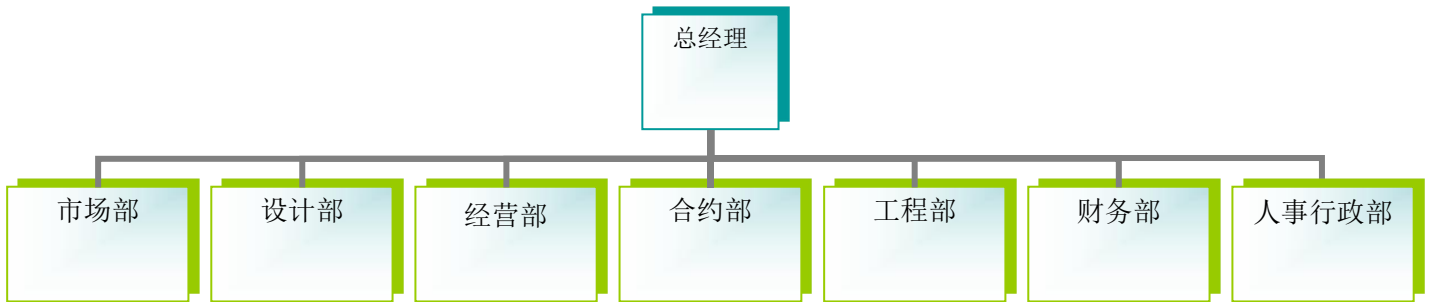 总经理
市场部
设计部
经营部
合约部
工程部
财务部
人事行政部